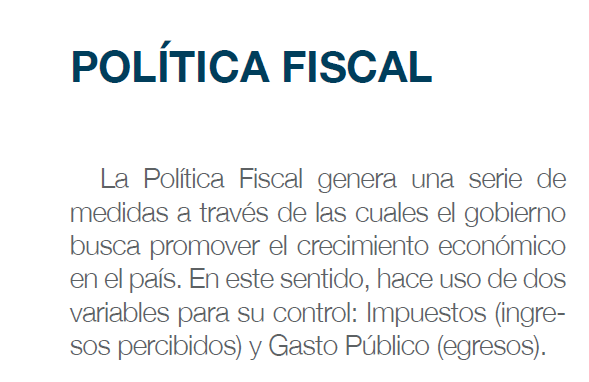 POLÍTICA FISCAL
La Política Fiscal genera una serie de
medidas a través de las cuales el gobierno
busca promover el crecimiento económico
en el país. En este sentido, hace uso de dos
variables para su control: Impuestos (ingre-
sos percibidos) y Gasto Público (egresos).